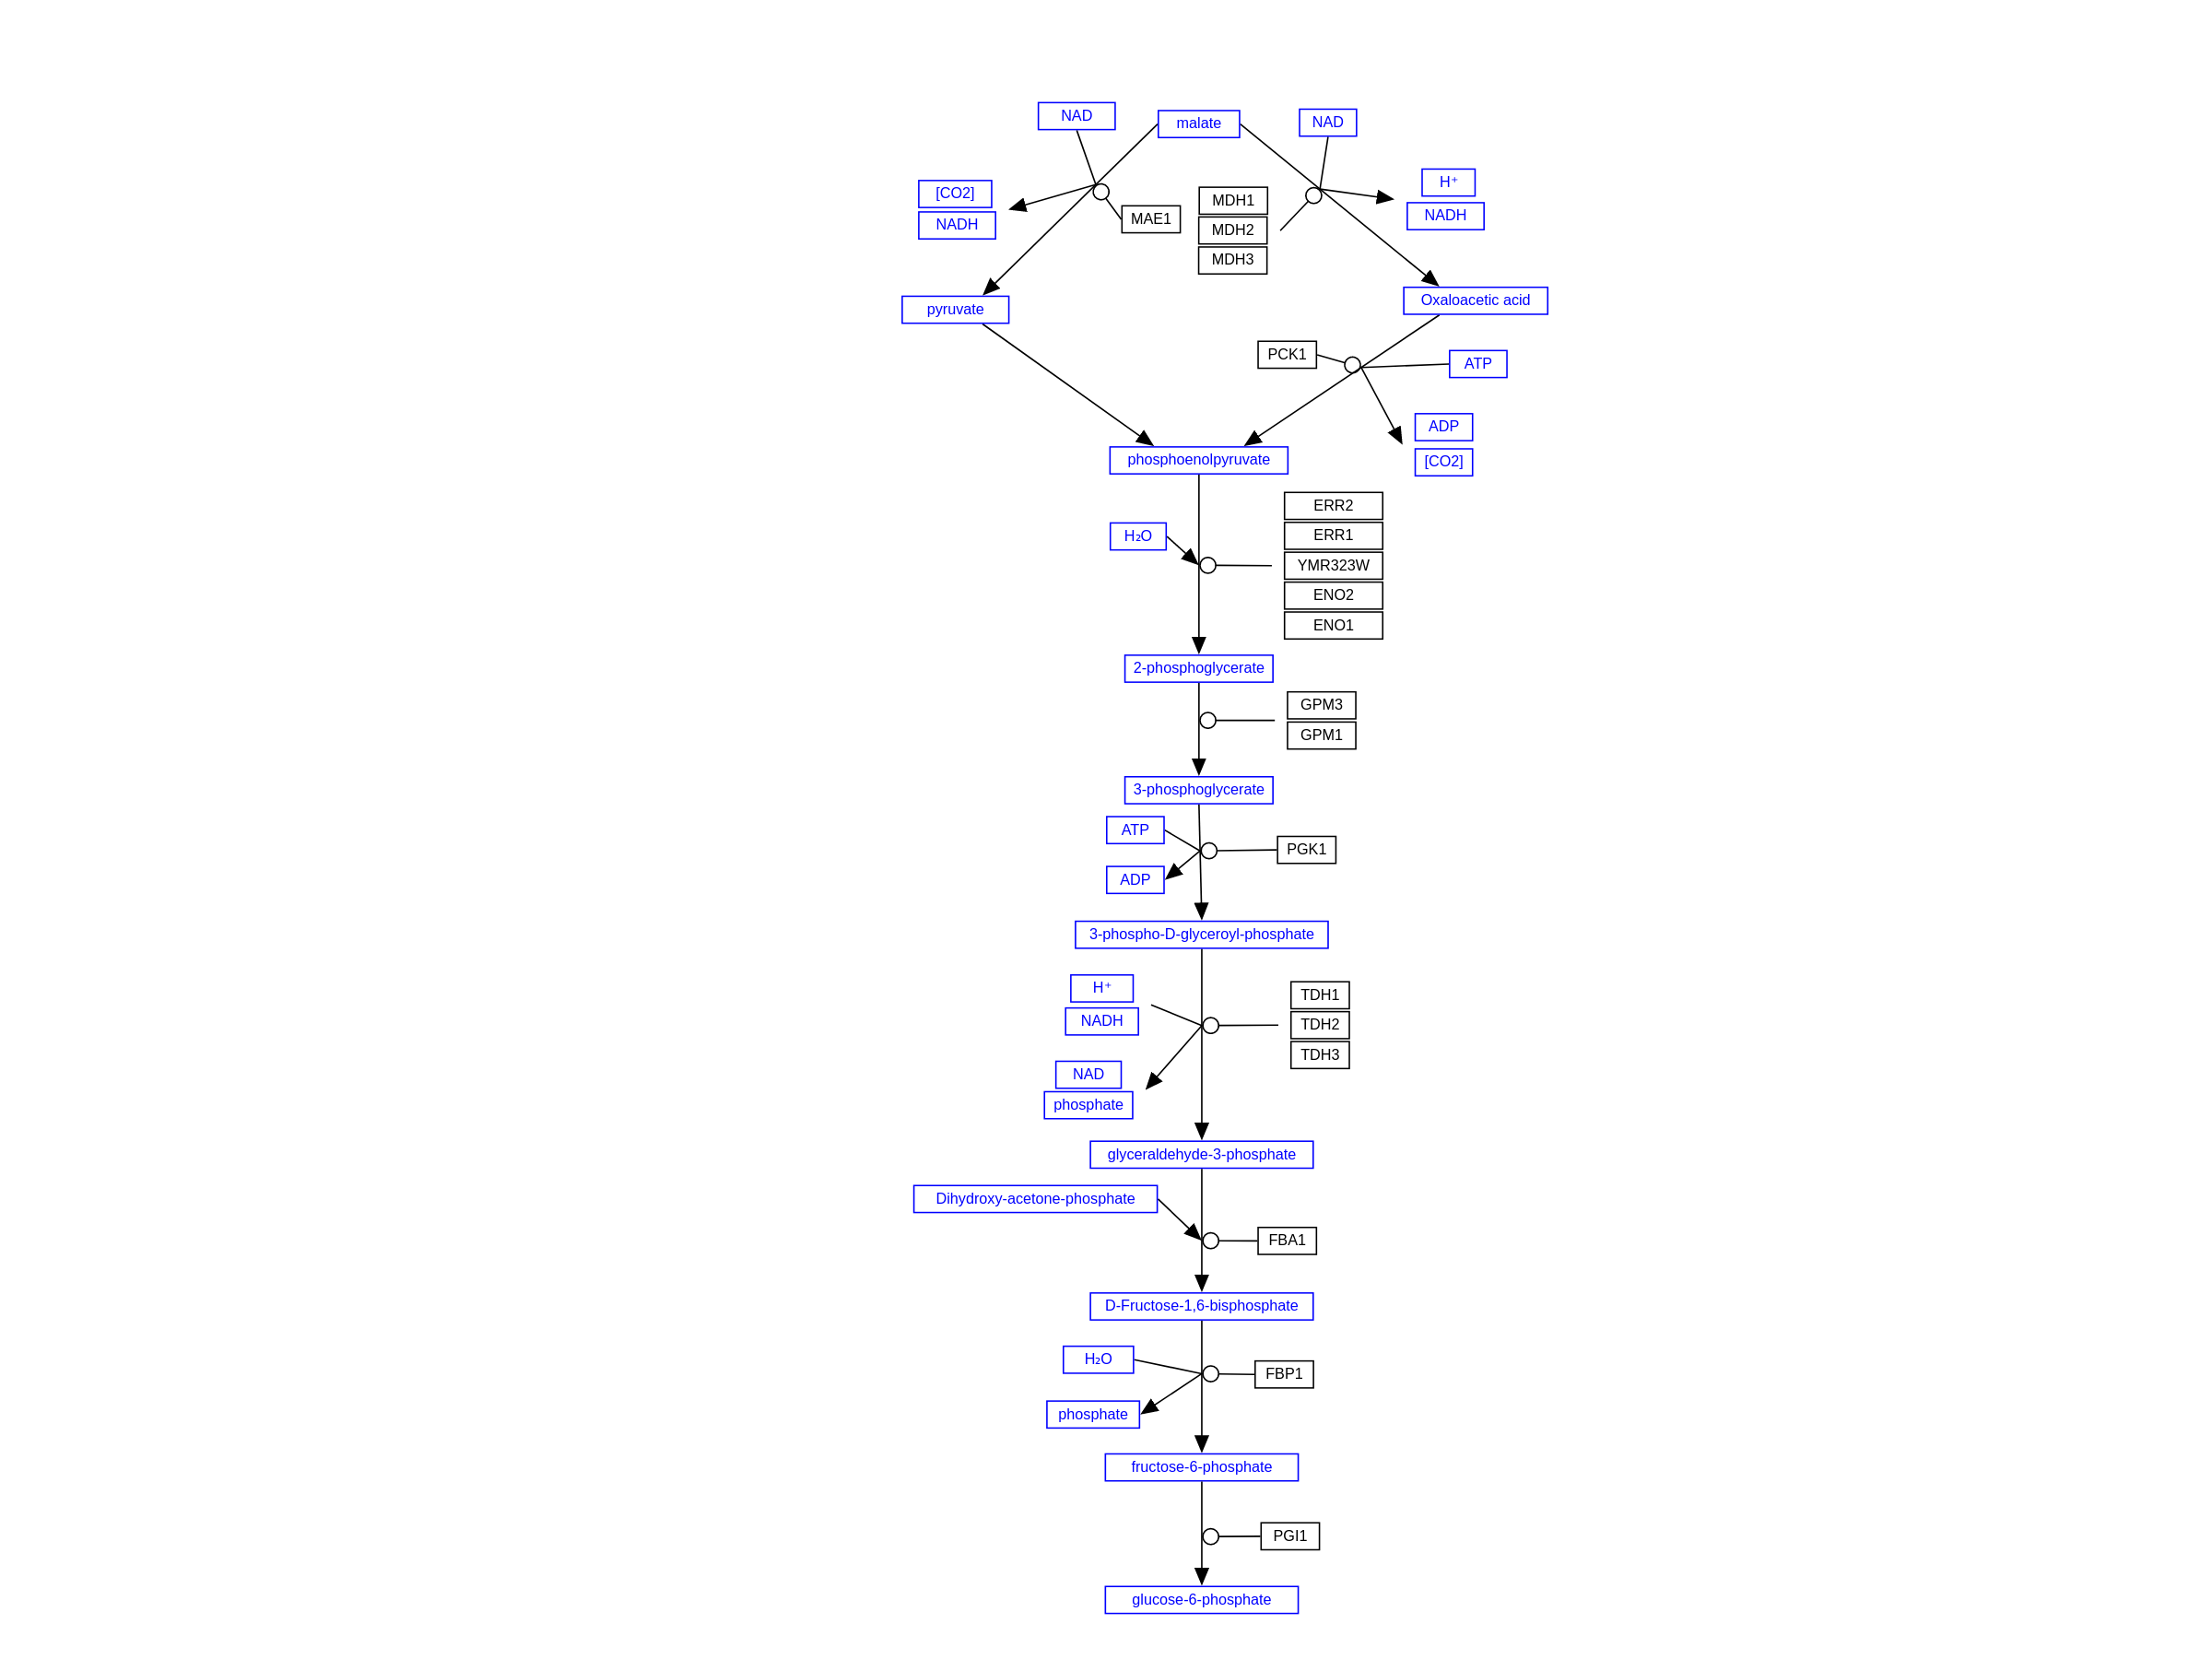 NAD
malate
NAD
[CO2]
NADH
MAE1
MDH1
MDH2
MDH3
H⁺
NADH
pyruvate
Oxaloacetic acid
PCK1
ATP
ADP
[CO2]
phosphoenolpyruvate
H₂O
ERR2
ERR1
YMR323W
ENO2
ENO1
2-phosphoglycerate
GPM3
GPM1
3-phosphoglycerate
ATP
PGK1
ADP
3-phospho-D-glyceroyl-phosphate
H⁺
NADH
TDH1
TDH2
TDH3
NAD
phosphate
glyceraldehyde-3-phosphate
Dihydroxy-acetone-phosphate
FBA1
D-Fructose-1,6-bisphosphate
H₂O
FBP1
phosphate
fructose-6-phosphate
PGI1
glucose-6-phosphate